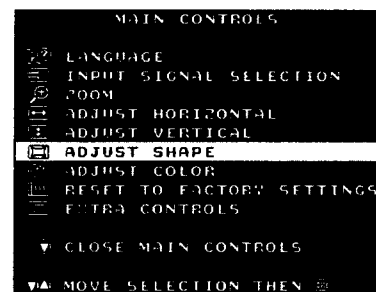 MAIN CONTROLS
LANGUAGE
INPUT SIGNAL SELECTION
ZOOM
ADJUST HORIZONTAL
ADJUST VERTICAL
ADJUST SHAPE
ADJUST COLOR
RESET TO FACTORY SETTINGS
EXTRA CONTROLS
CLOSE MAIN CONTROLS
MOVE SELECTION THEN